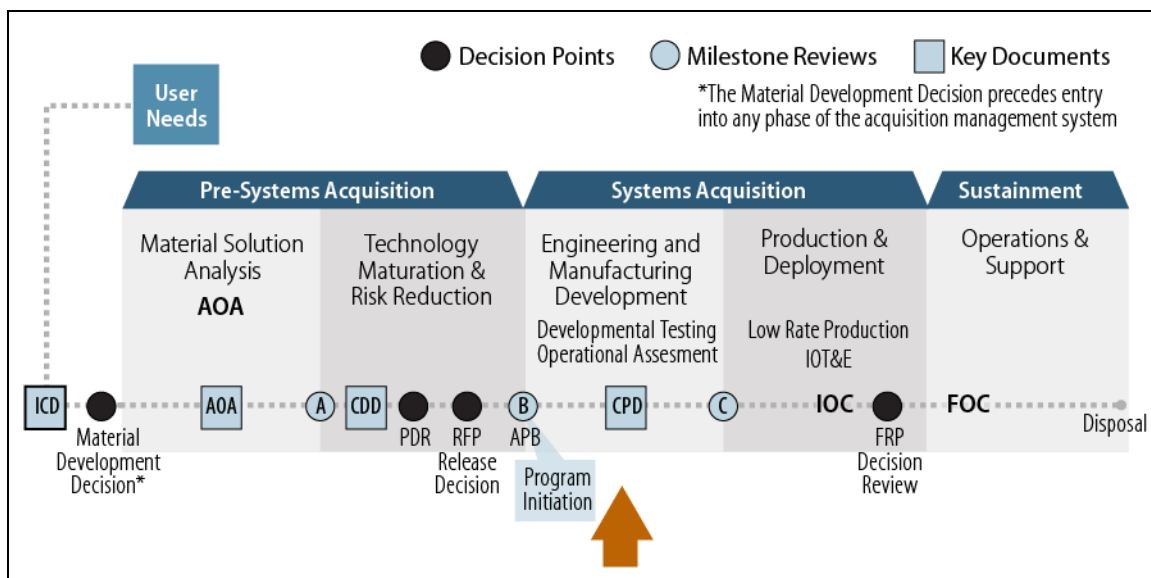 Decision Points
Milestone Reviews
Key Documents
*The Material Development Decision precedes entry
into any phase of the acquisition management system
User
Needs
Pre-Systems Acquisition
Systems Acquisition
Sustainment
Material Solution
Analysis
AOA
Technology
Maturation &
Risk Reduction
Engineering and
Manufacturing
Development
Developmental Testing
Operational Assesment
Production &
Deployment
Low Rate Production
IOT&E
Operations &
Support
ICD
AOA
A
CDD
B
CPD
C
IOC
FOC
Material
Development
Decision*
PDR
RFP
Release
Decision
APB
Program
Initiation
FRP
Decision
Review
Disposal